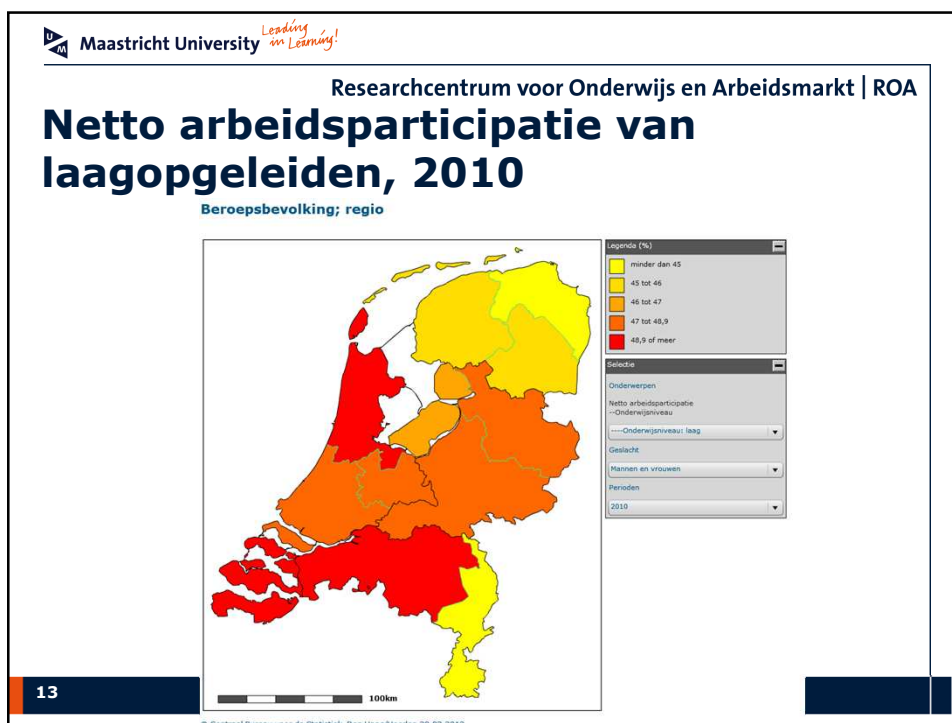 UM Maastricht University Leading in Learning!
Researchcentrum voor Onderwijs en Arbeidsmarkt | ROA
Netto arbeidsparticipatie van
laagopgeleiden, 2010
Beroepsbevolking; regio
Legenda (%)
minder dan 45
45 tot 46
46 tot 47
47 tot 48,9
48,9 of meer
Selectie
Onderwerpen
Netto arbeidsparticipatie
--Onderwijsniveau
----Onderwijsniveau: laag
Geslacht
Mannen en vrouwen
Perioden
2010
100km
13